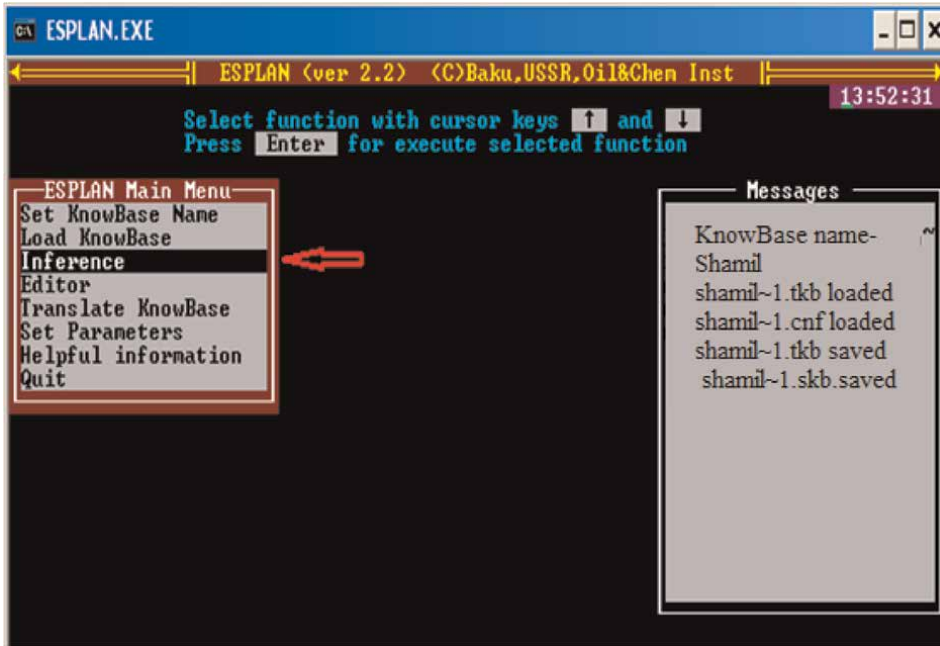 ESPLAN.EXE
ESPLAN (ver 2.2) (C)Baku,USSR,Oil&Chem Inst
13:52:31
Select function with cursor keys ↑ and ↓
Press Enter for execute selected function
ESPLAN Main Menu
Set KnowBase Name
Load KnowBase
Inference
Editor
Translate KnowBase
Set Parameters
Helpful information
Quit
Messages
KnowBase name-
Shamil
shamil~1.tkb loaded
shamil~1.cnf loaded
shamil~1.tkb saved
shamil~1.skb.saved